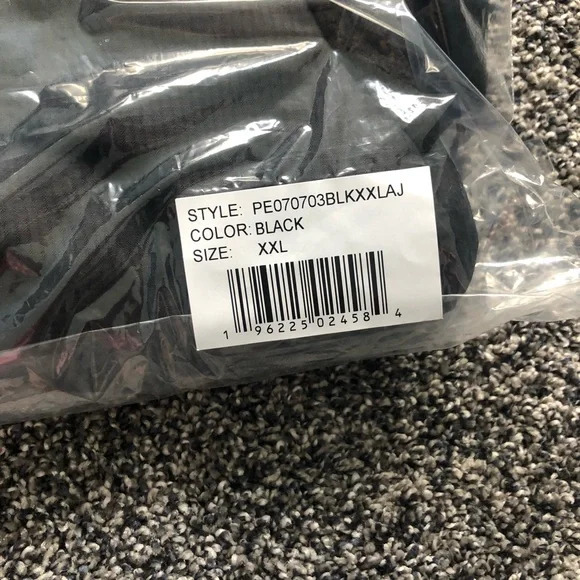 STYLE: PE070703BLKXXLAJ
COLOR: BLACK
SIZE: XXL
1 96225 02458 4